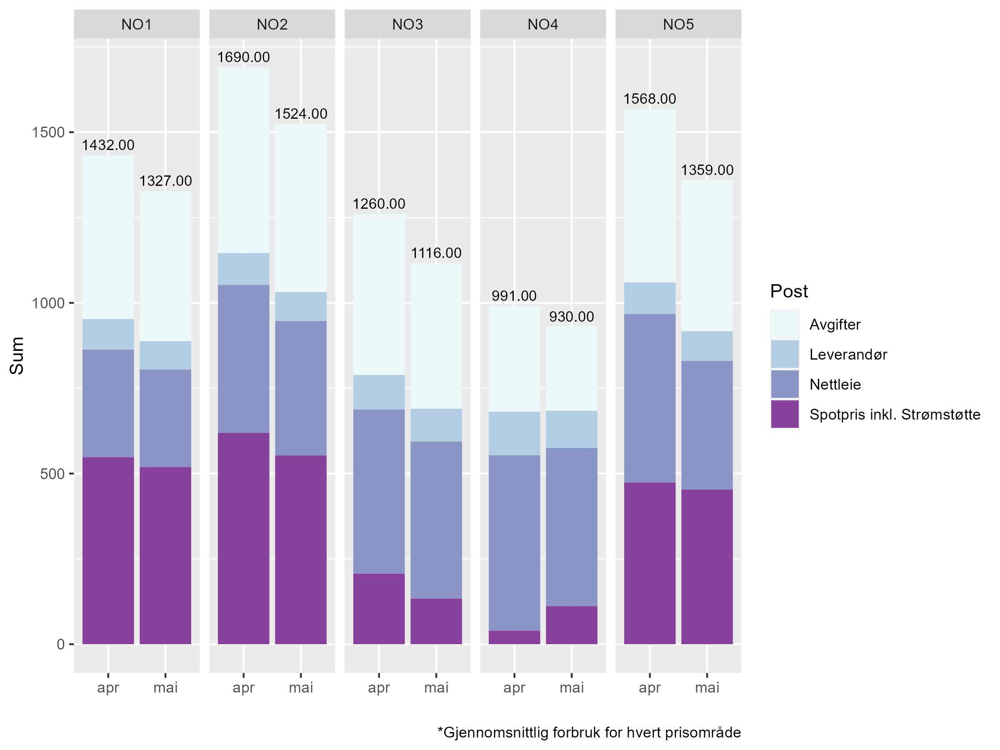 NO1 NO2 NO3 NO4 NO5
1690.00
1568.00
1524.00
1500
1432.00
1359.00
1327.00
1260.00
1116.00
1000
991.00
930.00
500
0
Sum
apr mai apr mai apr mai apr mai apr mai
Post
Avgifter
Leverandør
Nettleie
Spotpris inkl. Strømstøtte
*Gjennomsnittlig forbruk for hvert prisområde